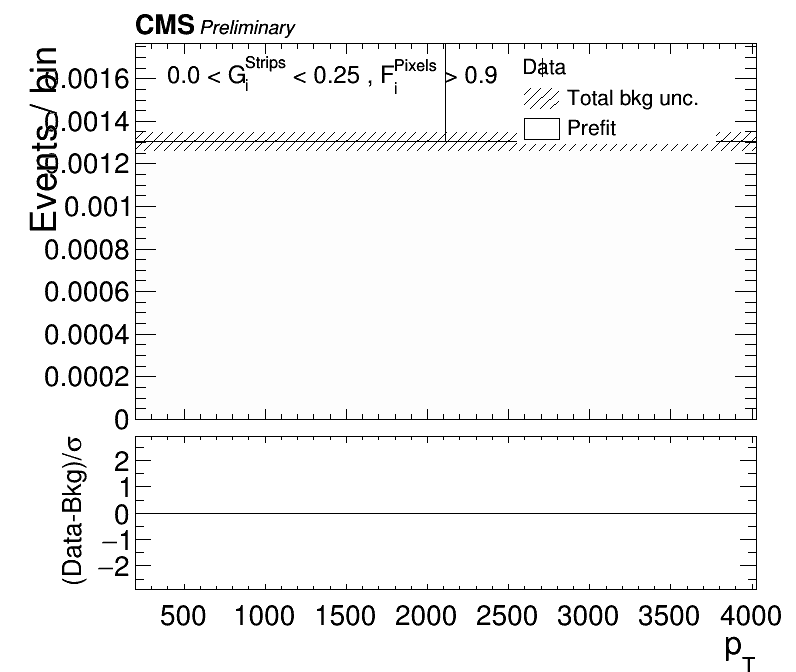 CMS Preliminary
Events / bin
0.0 < G_i^Strips < 0.25 , F_i^Pixels > 0.9
Data
Total bkg unc.
Prefit
0.0016
0.0014
0.0012
0.001
0.0008
0.0006
0.0004
0.0002
0
(Data-Bkg)/σ
2
1
0
−1
−2
500 1000 1500 2000 2500 3000 3500 4000
p_T